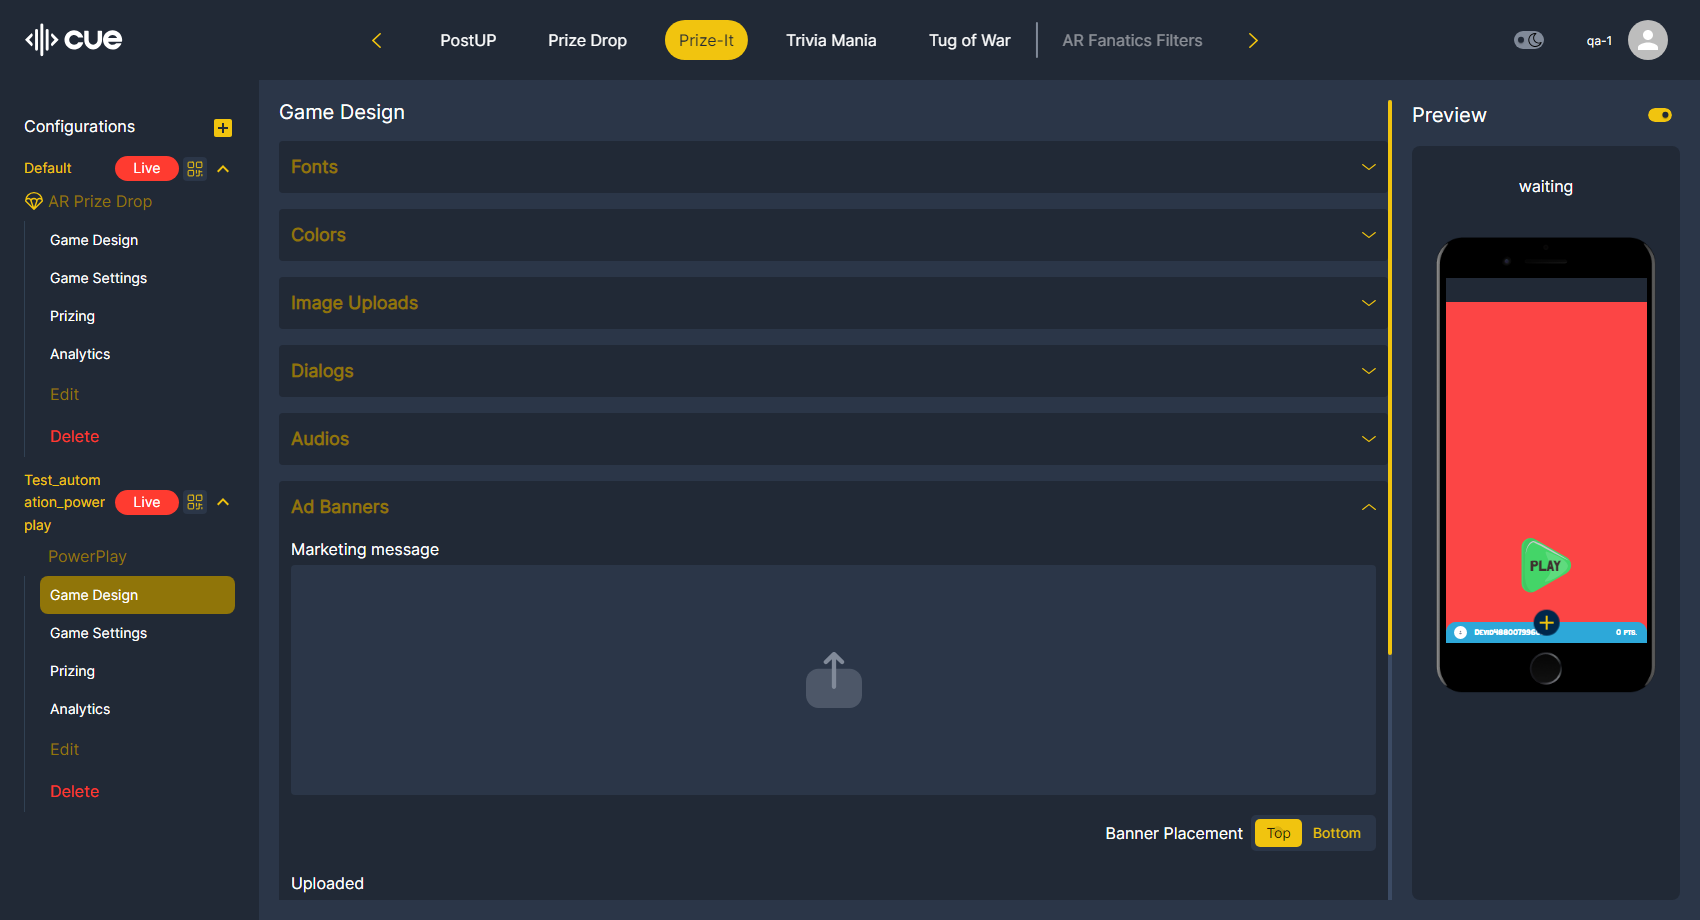 cue
PostUP
Prize Drop
Prize-It
Trivia Mania
Tug of War
AR Fanatics Filters
qa-1
Configurations
Default
Live
AR Prize Drop
Game Design
Game Settings
Prizing
Analytics
Edit
Delete
Test_autom
ation_power
play
Live
PowerPlay
Game Design
Game Settings
Prizing
Analytics
Edit
Delete
Game Design
Fonts
Colors
Image Uploads
Dialogs
Audios
Ad Banners
Marketing message
Banner Placement
Top
Bottom
Uploaded
Preview
waiting
PLAY
0 PTS.